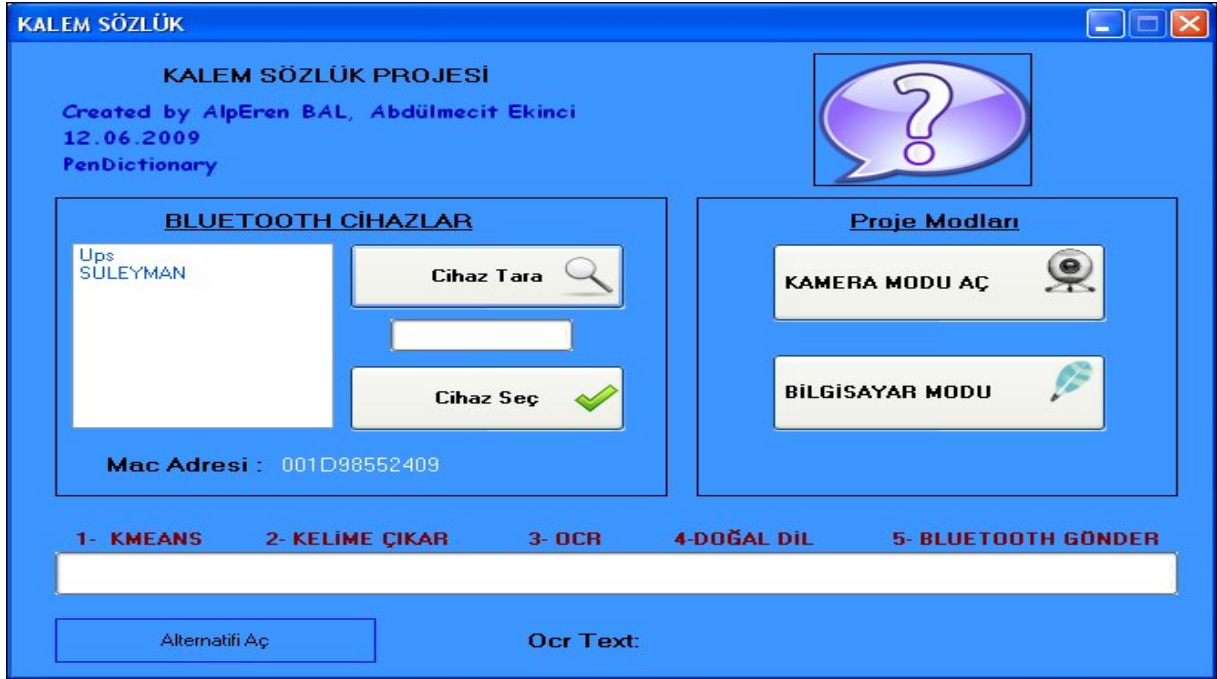 KALEM SÖZLÜK
KALEM SÖZLÜK PROJESİ
Created by AlpEren BAL, Abdülmecit Ekinci
12.06.2009
PenDictionary
BLUETOOTH CİHAZLAR
Ups
SULEYMAN
Cihaz Tara
Cihaz Seç
Mac Adresi : 001D98552409
Proje Modları
KAMERA MODU AÇ
BİLGİSAYAR MODU
1- KMEANS 2- KELİME ÇIKAR 3- OCR 4-DOĞAL DİL 5- BLUETOOTH GÖNDER
Alternatifi Aç
Ocr Text: